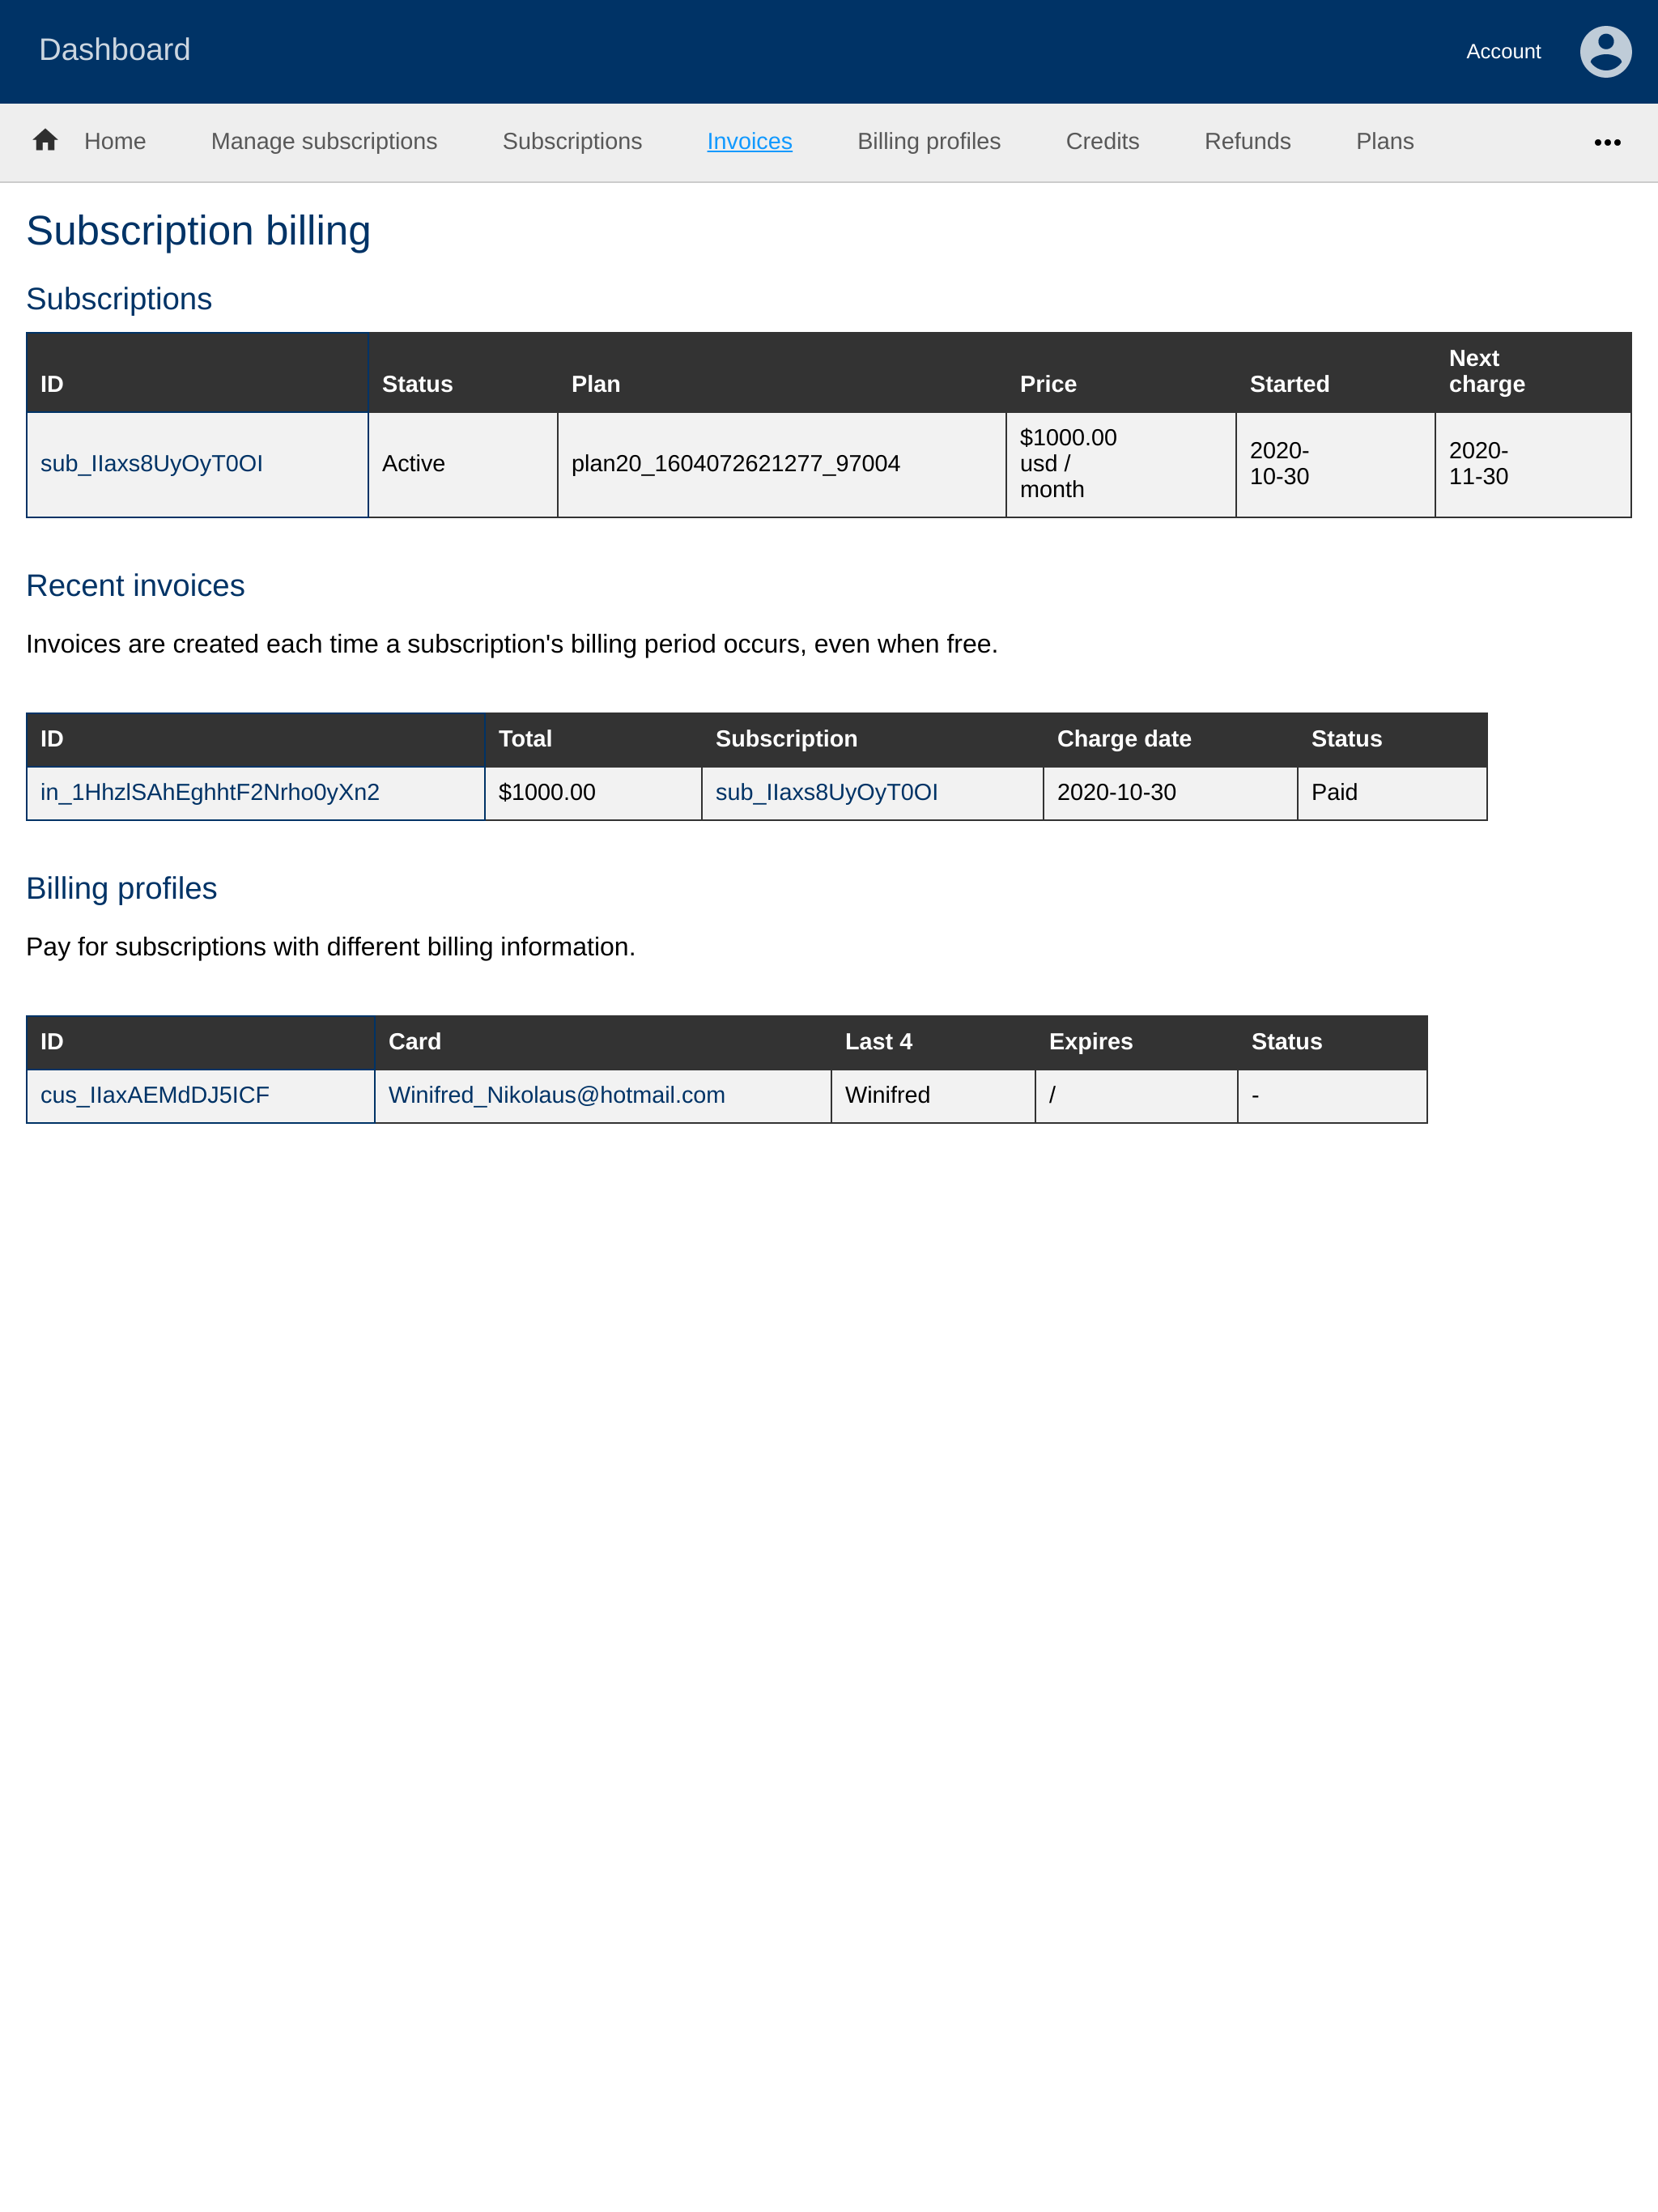 Dashboard
Account
Home Manage subscriptions Subscriptions Invoices Billing profiles Credits Refunds Plans
Subscription billing
Subscriptions
ID Status Plan Price Started Next charge
sub_IIaxs8UyOyT0OI Active plan20_1604072621277_97004 $1000.00 usd / month 2020-10-30 2020-11-30
Recent invoices
Invoices are created each time a subscription's billing period occurs, even when free.
ID Total Subscription Charge date Status
in_1HhzlSAhEghhtF2Nrho0yXn2 $1000.00 sub_IIaxs8UyOyT0OI 2020-10-30 Paid
Billing profiles
Pay for subscriptions with different billing information.
ID Card Last 4 Expires Status
cus_IIaxAEMdDJ5ICF Winifred_Nikolaus@hotmail.com Winifred / -